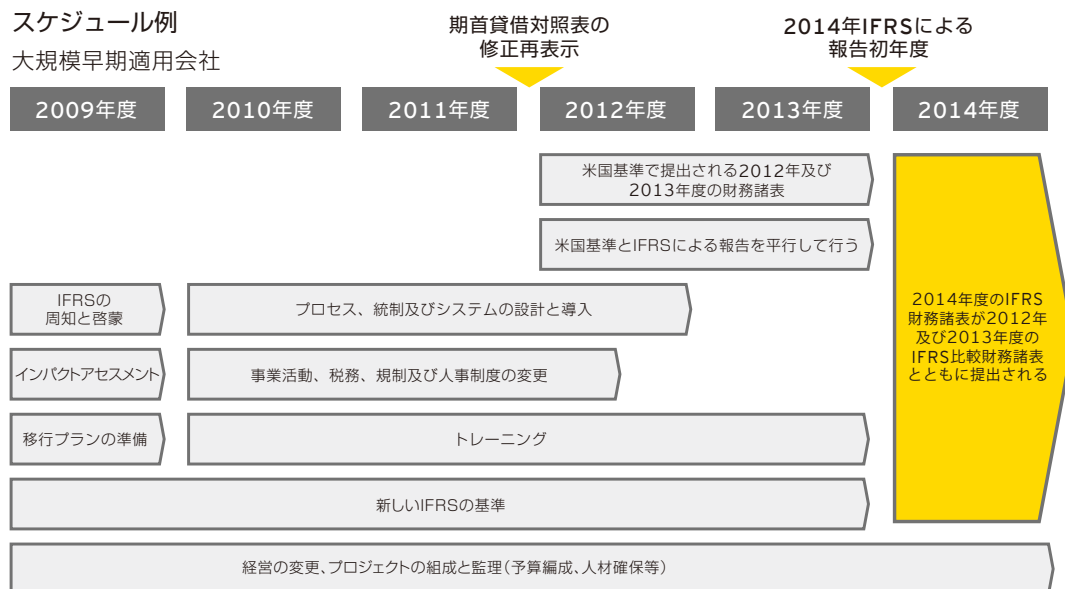 スケジュール例
大規模早期適用会社
期首貸借対照表の
修正再表示
2014年IFRSによる
報告初年度
2009年度
2010年度
2011年度
2012年度
2013年度
2014年度
米国基準で提出される2012年及び
2013年度の財務諸表
米国基準とIFRSによる報告を平行して行う
IFRSの
周知と啓蒙
プロセス、統制及びシステムの設計と導入
インパクトアセスメント
事業活動、税務、規制及び人事制度の変更
移行プランの準備
トレーニング
新しいIFRSの基準
経営の変更、プロジェクトの組成と監理(予算編成、人材確保等)
2014年度のIFRS
財務諸表が2012年
及び2013年度の
IFRS比較財務諸表
とともに提出される